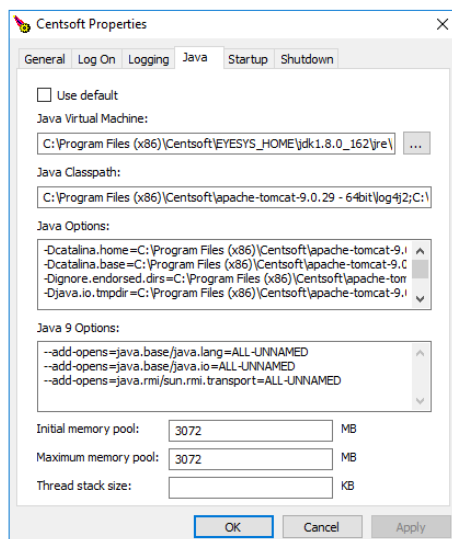 Centsoft Properties
General Log On Logging Java Startup Shutdown
Use default
Java Virtual Machine:
C:\Program Files (x86)\Centsoft\EYESYS_HOME\jdk1.8.0_162\jre\ ...
Java Classpath:
C:\Program Files (x86)\Centsoft\apache-tomcat-9.0.29 - 64bit\log4j2;C:\
Java Options:
-Dcatalina.home=C:\Program Files (x86)\Centsoft\apache-tomcat-9.0
-Dcatalina.base=C:\Program Files (x86)\Centsoft\apache-tomcat-9.0
-Dignore.endorsed.dirs=C:\Program Files (x86)\Centsoft\apache-tom
-Djava.io.tmpdir=C:\Program Files (x86)\Centsoft\apache-tomcat-9.
Java 9 Options:
--add-opens=java.base/java.lang=ALL-UNNAMED
--add-opens=java.base/java.io=ALL-UNNAMED
--add-opens=java.rmi/sun.rmi.transport=ALL-UNNAMED
Initial memory pool: 3072 MB
Maximum memory pool: 3072 MB
Thread stack size: KB
OK Cancel Apply